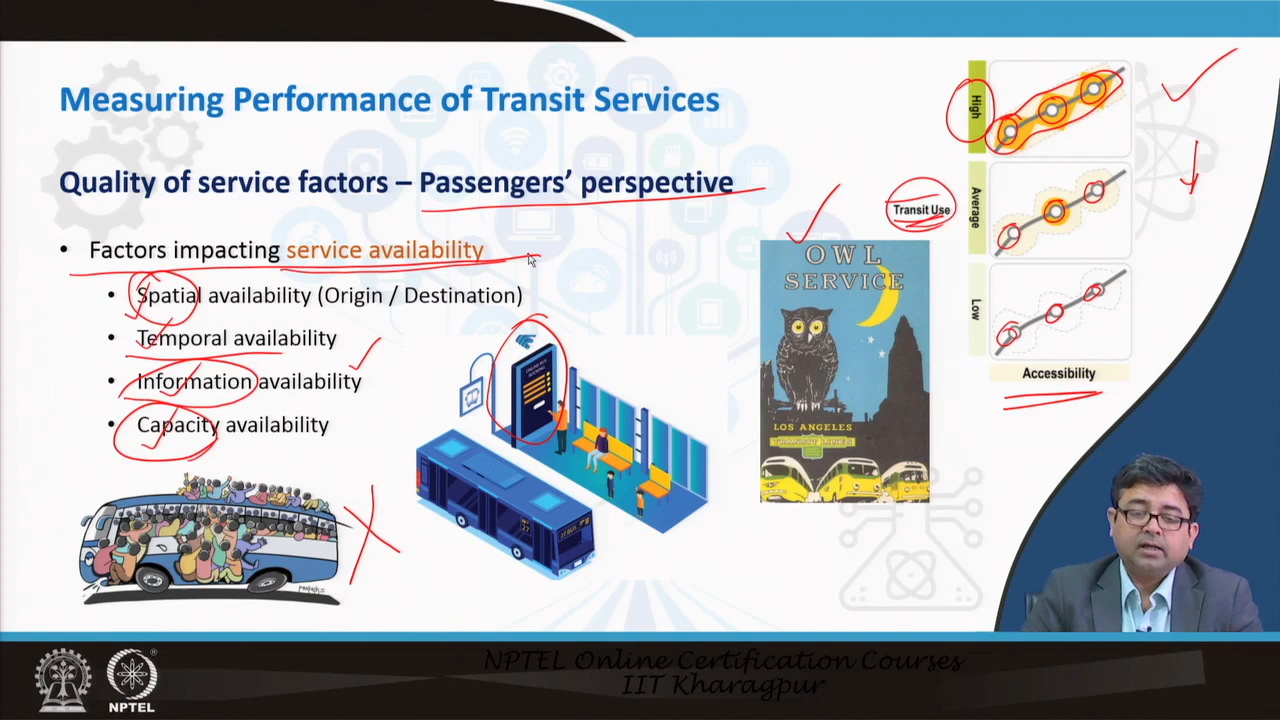 Measuring Performance of Transit Services
Quality of service factors – Passengers’ perspective
• Factors impacting service availability
• Spatial availability (Origin / Destination)
• Temporal availability
• Information availability
• Capacity availability
High
Average
Low
Transit Use
Accessibility
OWL
SERVICE
LOS ANGELES
TRANSIT LINES
NPTEL
NPTEL Online Certification Courses
IIT Kharagpur